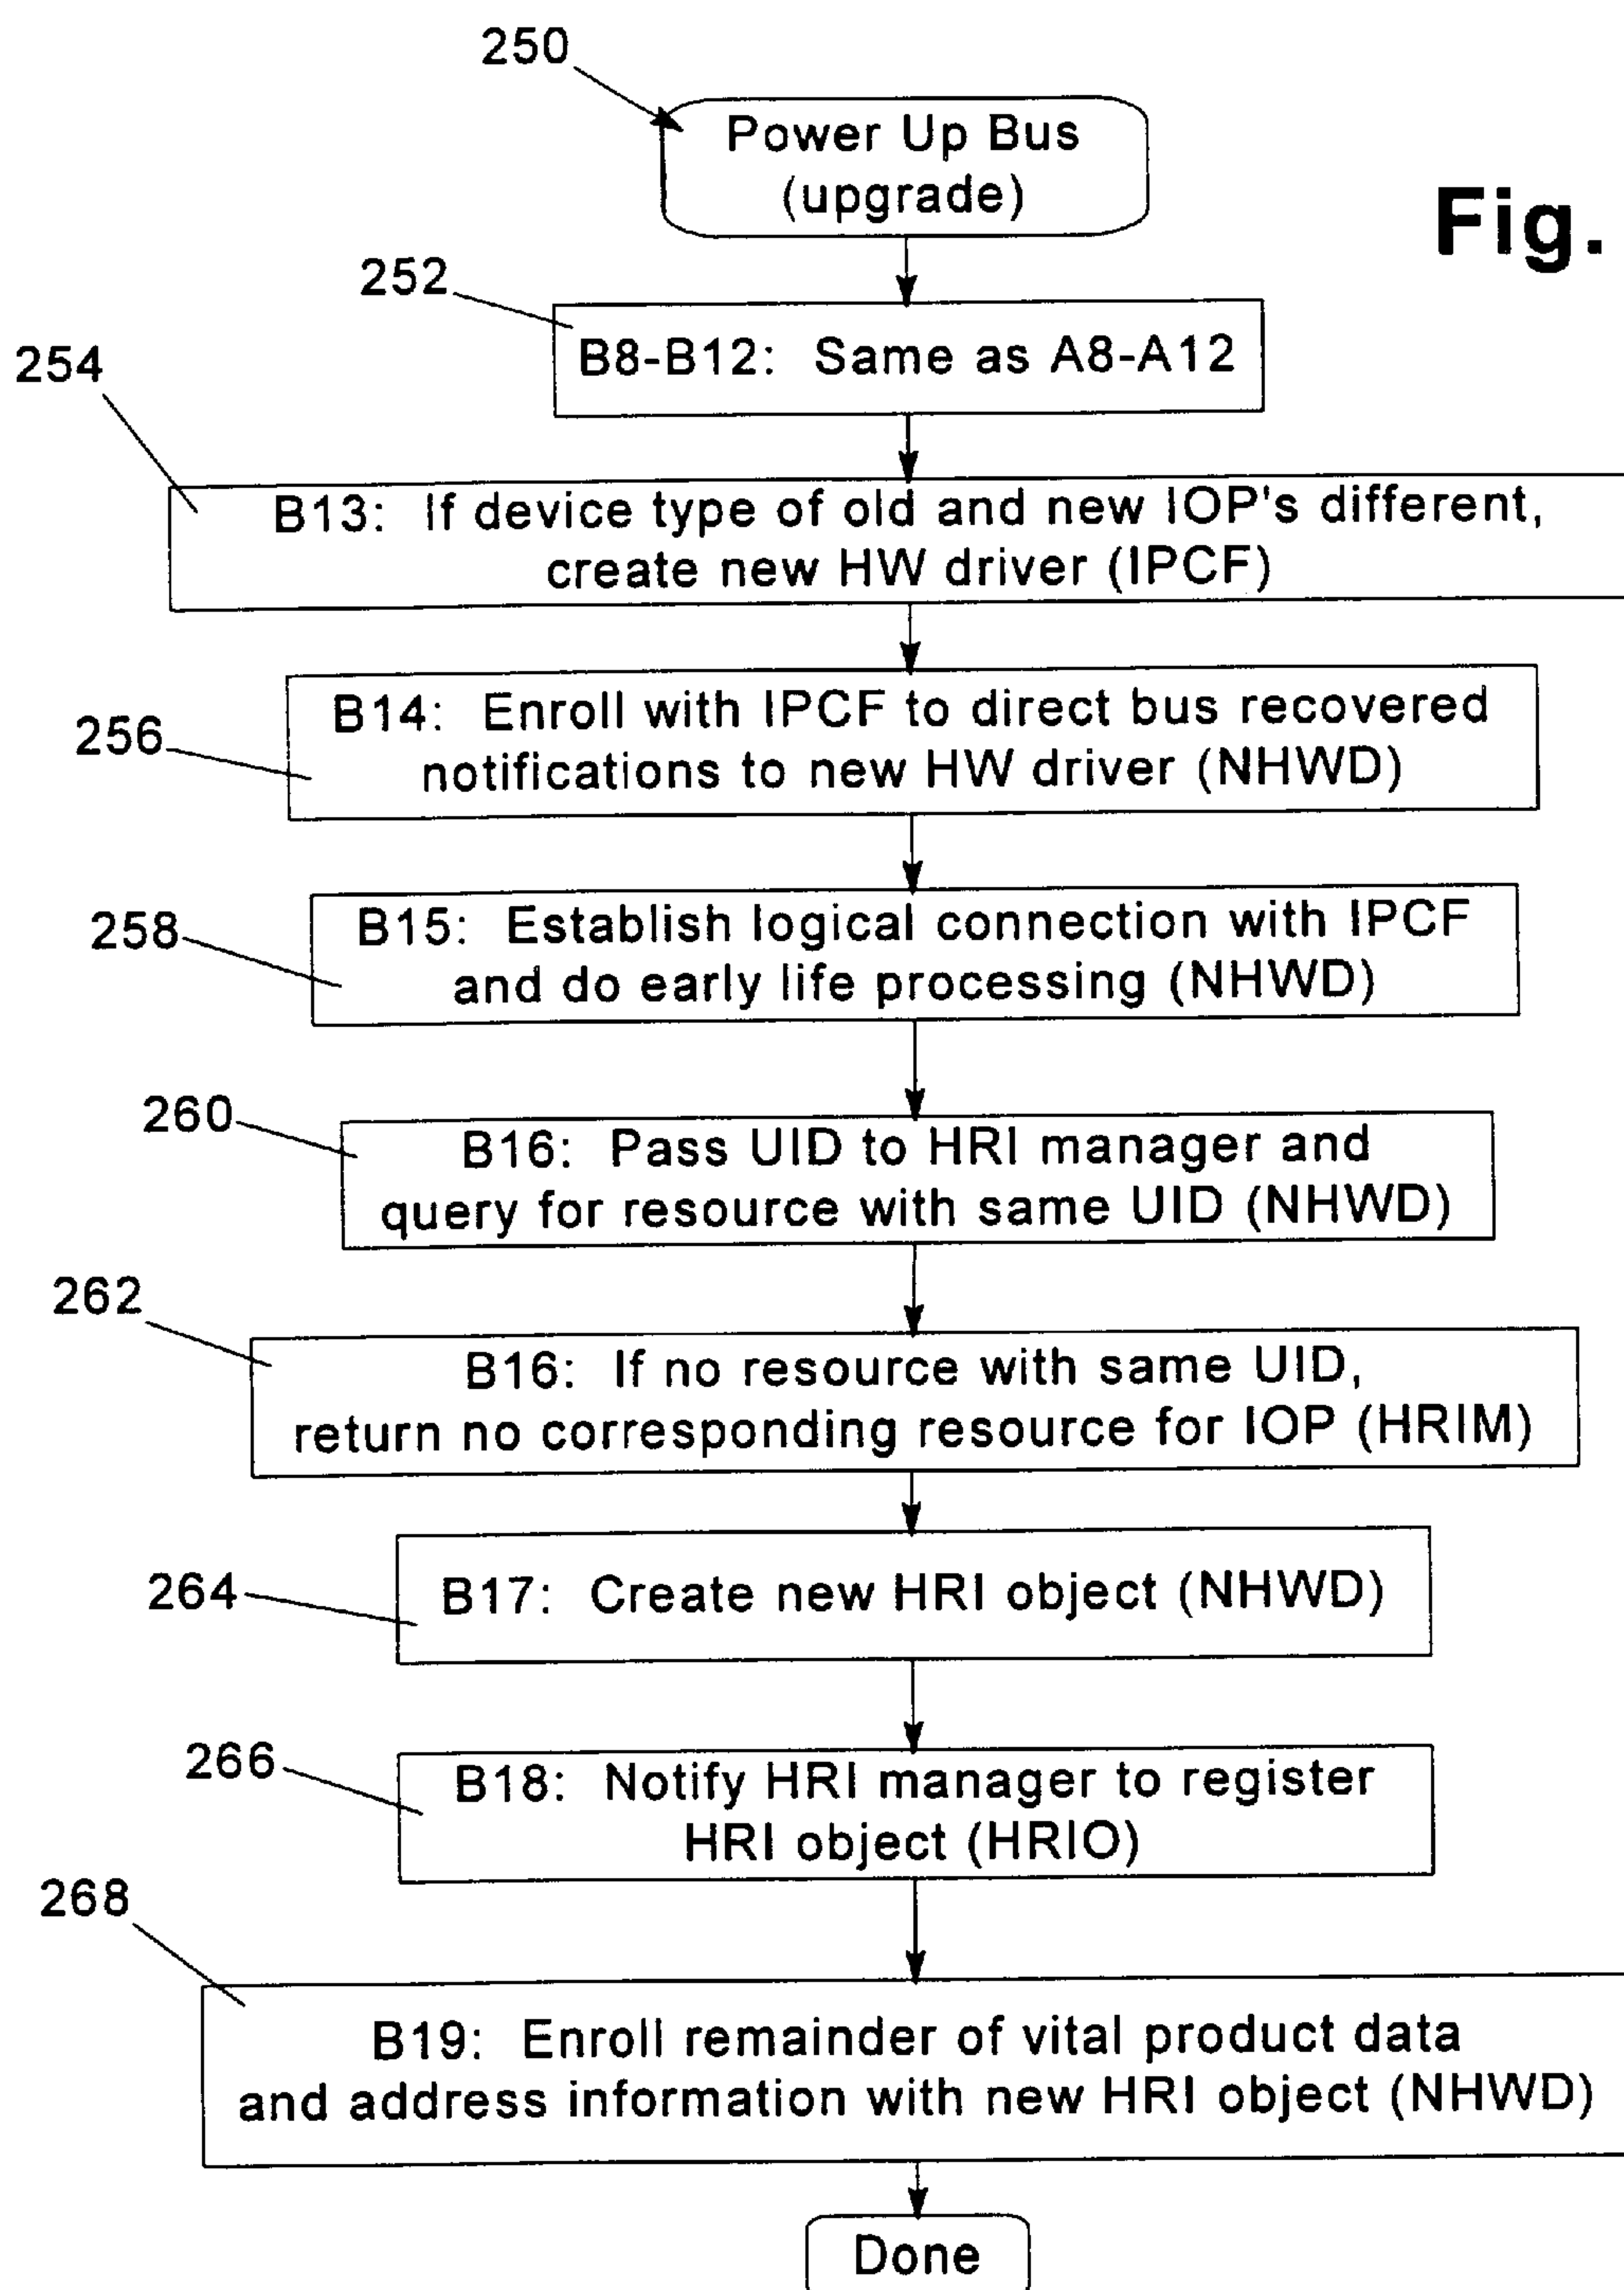 250
Power Up Bus
(upgrade)
Fig.
252
B8-B12: Same as A8-A12
254
B13: If device type of old and new IOP's different,
create new HW driver (IPCF)
256
B14: Enroll with IPCF to direct bus recovered
notifications to new HW driver (NHWD)
258
B15: Establish logical connection with IPCF
and do early life processing (NHWD)
260
B16: Pass UID to HRI manager and
query for resource with same UID (NHWD)
262
B16: If no resource with same UID,
return no corresponding resource for IOP (HRIM)
264
B17: Create new HRI object (NHWD)
266
B18: Notify HRI manager to register
HRI object (HRIO)
268
B19: Enroll remainder of vital product data
and address information with new HRI object (NHWD)
Done